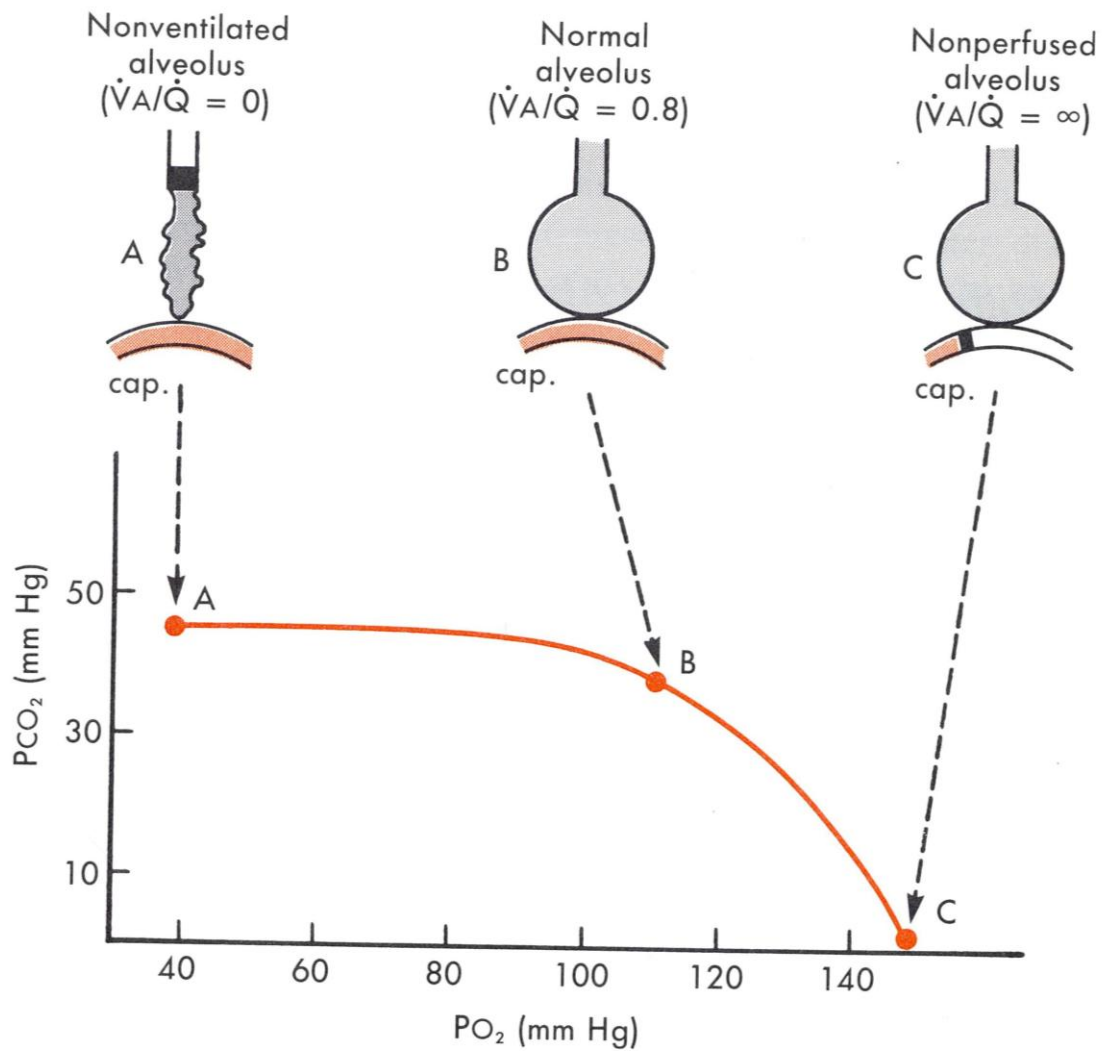 Nonventilated
alveolus
(V̇A/Q̇ = 0)
Normal
alveolus
(V̇A/Q̇ = 0.8)
Nonperfused
alveolus
(V̇A/Q̇ = ∞)
A
B
C
cap.
cap.
cap.
50
30
10
PCO₂ (mm Hg)
A
B
C
40
60
80
100
120
140
PO₂ (mm Hg)